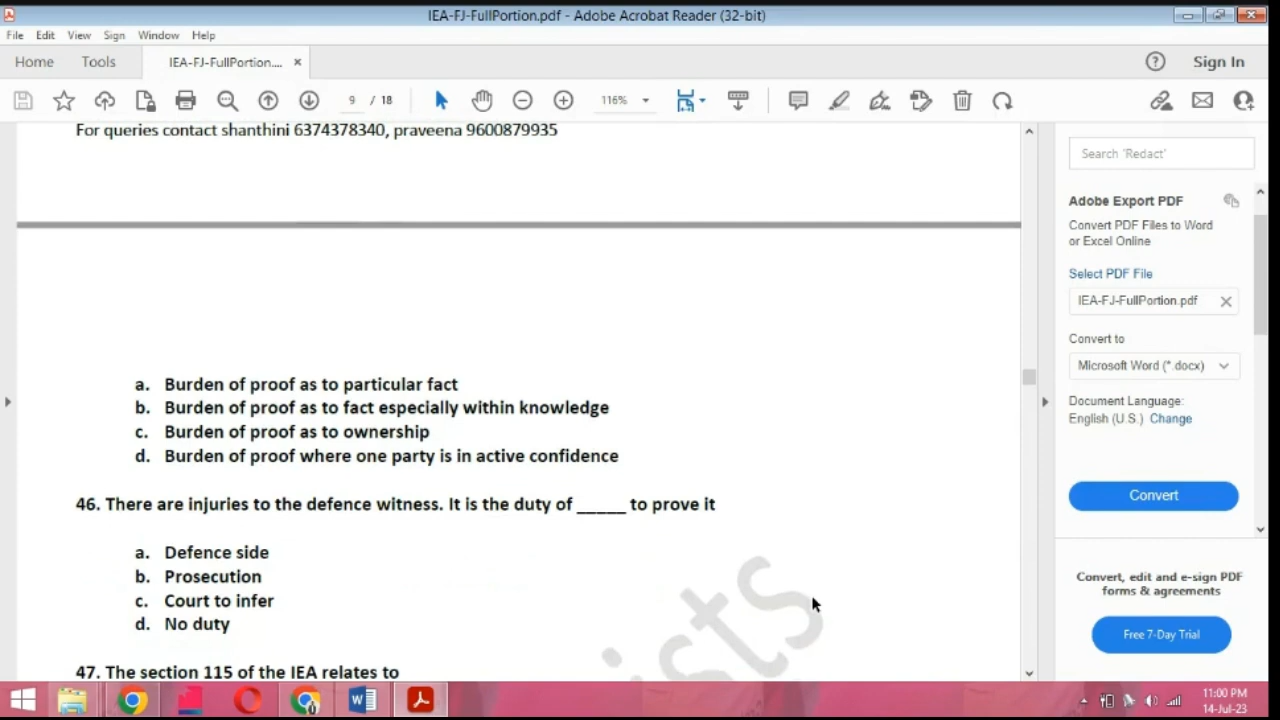 IEA-FJ-FullPortion.pdf - Adobe Acrobat Reader (32-bit)
File Edit View Sign Window Help
Home Tools IEA-FJ-FullPortion.... × Sign In
9 / 18 116%
For queries contact shanthini 6374378340, praveena 9600879935
a. Burden of proof as to particular fact
b. Burden of proof as to fact especially within knowledge
c. Burden of proof as to ownership
d. Burden of proof where one party is in active confidence
46. There are injuries to the defence witness. It is the duty of _____ to prove it
a. Defence side
b. Prosecution
c. Court to infer
d. No duty
47. The section 115 of the IEA relates to
ists
Search 'Redact'
Adobe Export PDF
Convert PDF Files to Word
or Excel Online
Select PDF File
IEA-FJ-FullPortion.pdf
Convert to
Microsoft Word (*.docx)
Document Language:
English (U.S.) Change
Convert
Convert, edit and e-sign PDF
forms & agreements
Free 7-Day Trial
11:00 PM
14-Jul-23